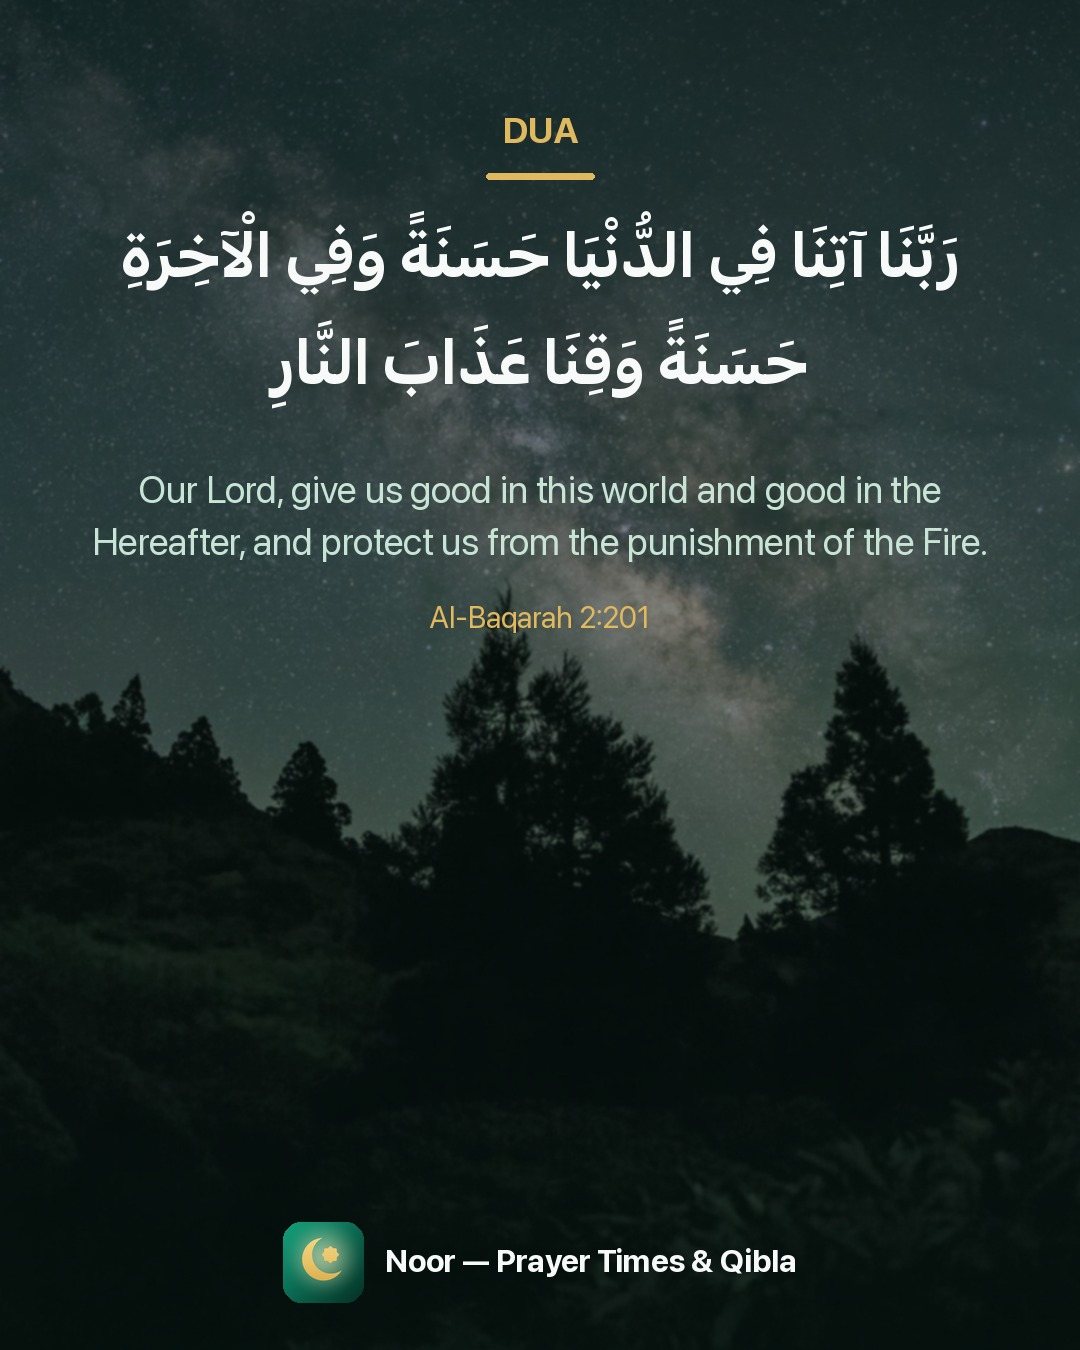 DUA
رَبَّنَا آتِنَا فِي الدُّنْيَا حَسَنَةً وَفِي الْآخِرَةِ
حَسَنَةً وَقِنَا عَذَابَ النَّارِ
Our Lord, give us good in this world and good in the
Hereafter, and protect us from the punishment of the Fire.
Al-Baqarah 2:201
Noor — Prayer Times & Qibla